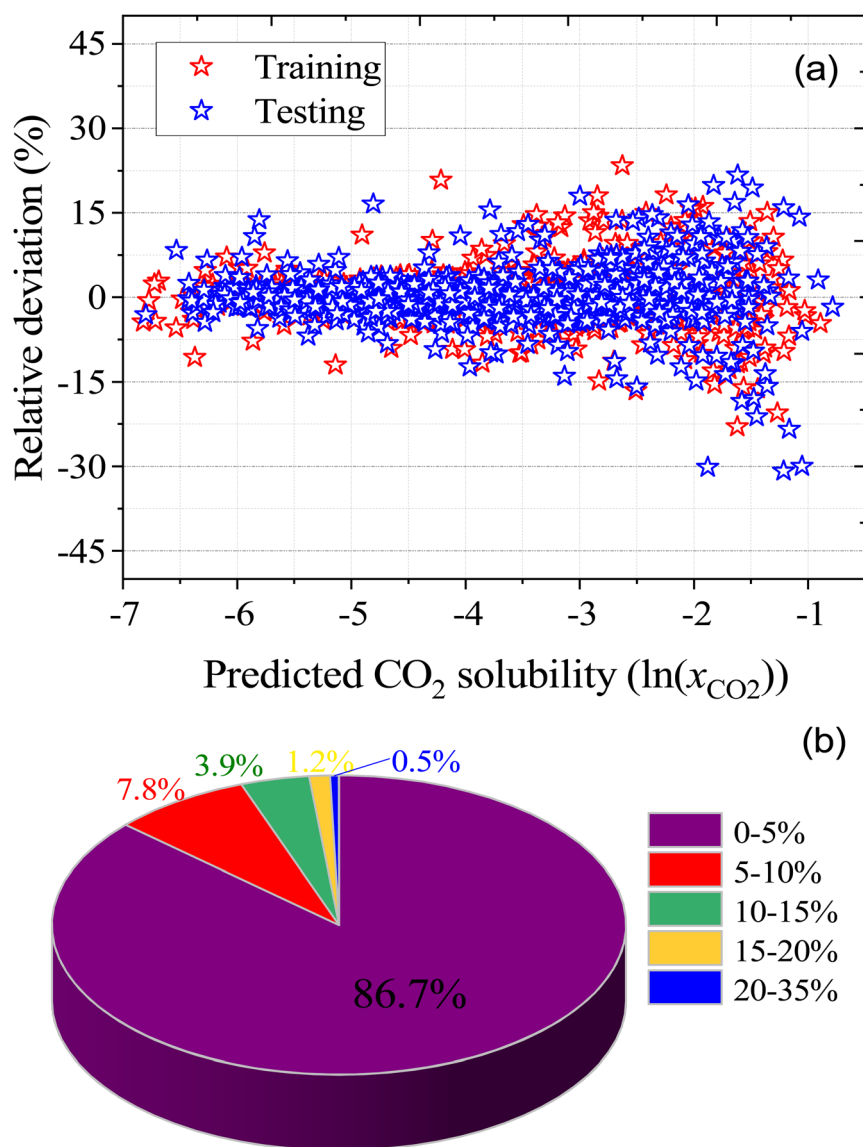 (a)
Training
Testing
Relative deviation (%)
45
30
15
0
-15
-30
-45
-7 -6 -5 -4 -3 -2 -1
Predicted CO₂ solubility (ln(x_CO2))
(b)
7.8% 3.9% 1.2% 0.5%
86.7%
0-5%
5-10%
10-15%
15-20%
20-35%